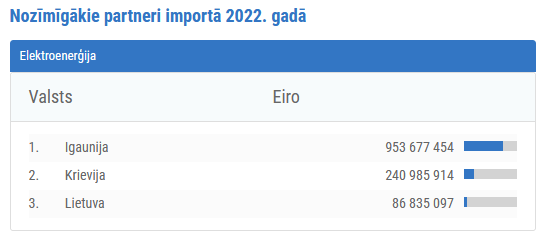 Nozīmīgākie partneri importā 2022. gadā
Elektroenerģija
Valsts Eiro
1. Igaunija 953 677 454
2. Krievija 240 985 914
3. Lietuva 86 835 097